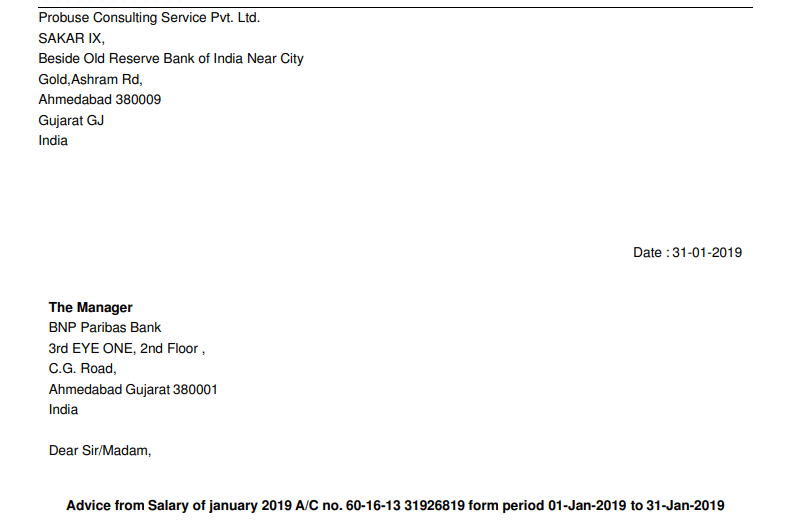 Probuse Consulting Service Pvt. Ltd.
SAKAR IX,
Beside Old Reserve Bank of India Near City
Gold,Ashram Rd,
Ahmedabad 380009
Gujarat GJ
India
Date : 31-01-2019
The Manager
BNP Paribas Bank
3rd EYE ONE, 2nd Floor ,
C.G. Road,
Ahmedabad Gujarat 380001
India
Dear Sir/Madam,
Advice from Salary of january 2019 A/C no. 60-16-13 31926819 form period 01-Jan-2019 to 31-Jan-2019